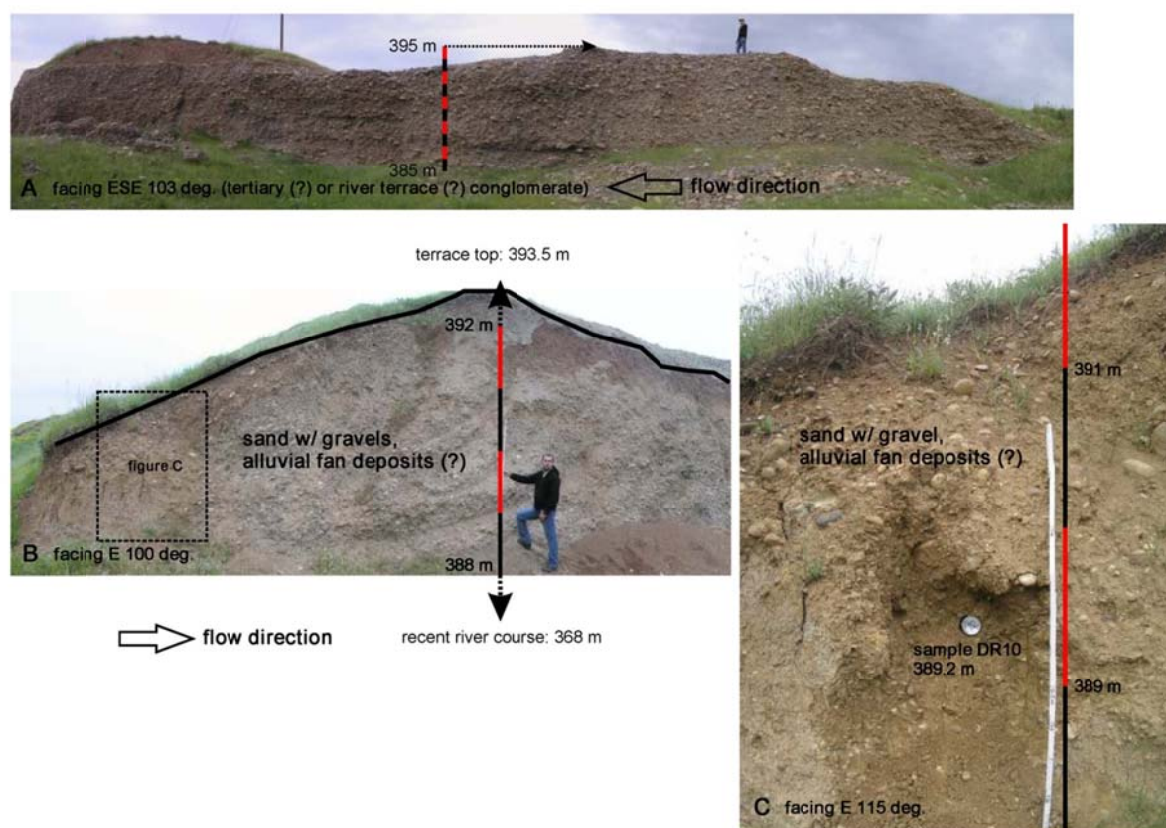 395 m
385 m
A facing ESE 103 deg. (tertiary (?) or river terrace (?) conglomerate)
flow direction
terrace top: 393.5 m
392 m
figure C
sand w/ gravels,
alluvial fan deposits (?)
B facing E 100 deg.
388 m
flow direction
recent river course: 368 m
391 m
sand w/ gravel,
alluvial fan deposits (?)
sample DR10
389.2 m
389 m
C facing E 115 deg.